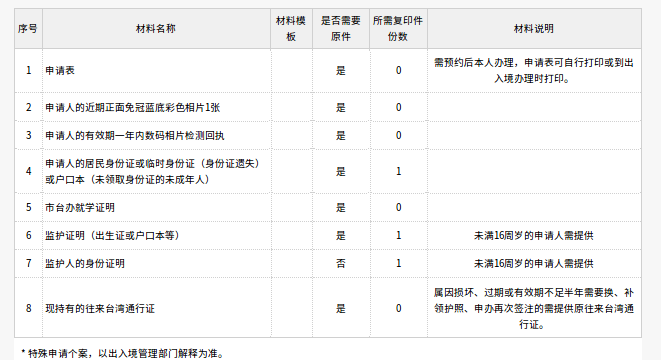 序号 材料名称 材料模板 是否需要原件 所需复印件份数 材料说明
1 申请表 是 0 需预约后本人办理，申请表可自行打印或到出
入境办理时打印。
2 申请人的近期正面免冠蓝底彩色相片1张 是 0
3 申请人的有效期一年内数码相片检测回执 是 0
4 申请人的居民身份证或临时身份证（身份证遗失）
或户口本（未领取身份证的未成年人） 是 1
5 市台办就学证明 是 0
6 监护证明（出生证或户口本等） 是 1 未满16周岁的申请人需提供
7 监护人的身份证明 否 1 未满16周岁的申请人需提供
8 现持有的往来台湾通行证 是 0 属因损坏、过期或有效期不足半年需要换、补
领护照、申办再次签注的需提供原往来台湾通
行证。
* 特殊申请个案，以出入境管理部门解释为准。